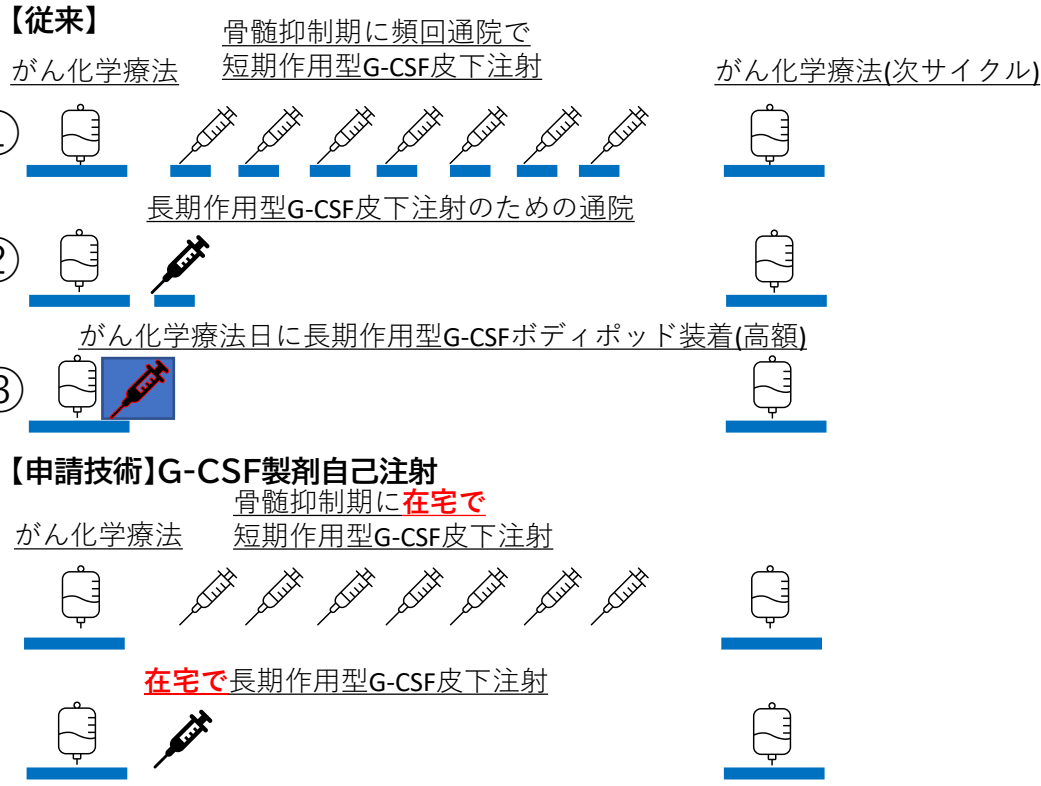 【従来】
骨髄抑制期に頻回通院で
短期作用型G-CSF皮下注射
がん化学療法
がん化学療法(次サイクル)
①
長期作用型G-CSF皮下注射のための通院
②
がん化学療法日に長期作用型G-CSFボディポッド装着(高額)
③
【申請技術】G-CSF製剤自己注射
骨髄抑制期に在宅で
短期作用型G-CSF皮下注射
がん化学療法
在宅で長期作用型G-CSF皮下注射